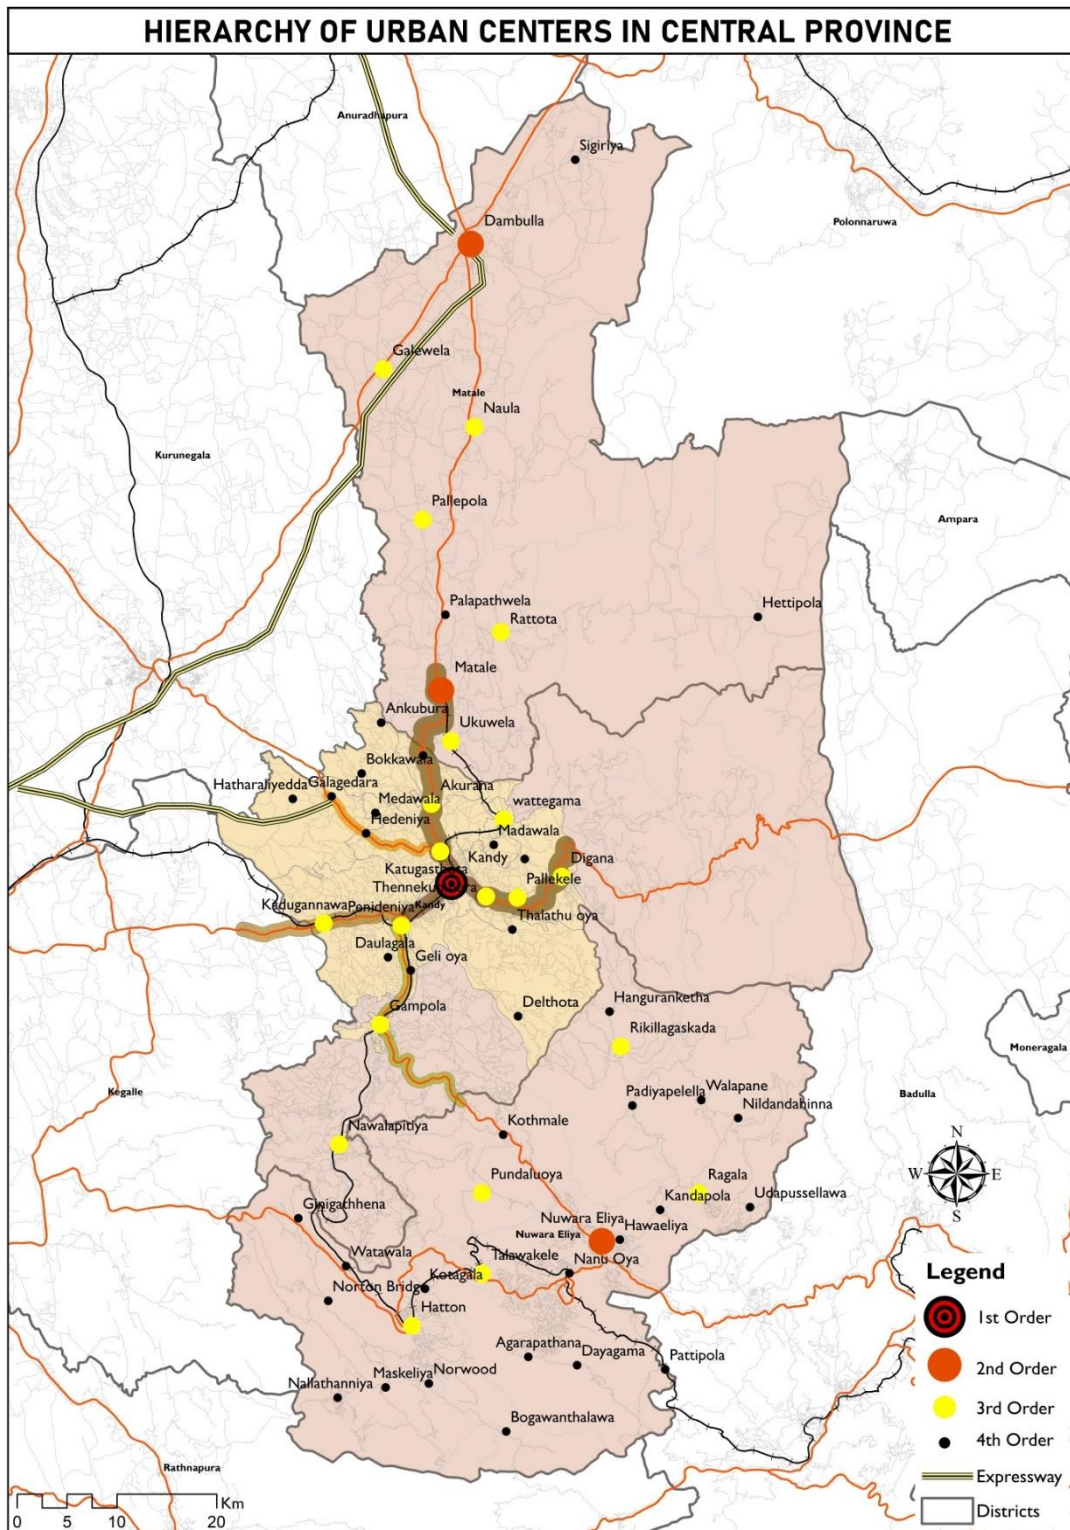 HIERARCHY OF URBAN CENTERS IN CENTRAL PROVINCE
Anuradhapura
Sigiriya
Dambulla
Polonnaruwa
Galewela
Matale
Naula
Kurunegala
Pallepola
Ampara
Palapathwela
Rattota
Hettipola
Matale
Ankubura
Ukuwela
Bokkawala
Hatharaliyedda
Galagedara
Akurana
Medawala
wattegama
Hedeniya
Madawala
Katugasthota
Kandy
Digana
Thennekumbura
Pallekele
Kadugannawa
Penideniya
Kandy
Thalathu oya
Daulagala
Geli oya
Gampola
Delthota
Hanguranketha
Rikillagaskada
Moneragala
Kegalle
Padiyapelella
Walapane
Badulla
Nildandahinna
Kothmale
Nawalapitiya
N
W
E
S
Pundaluoya
Ragala
Kandapola
Udapussellawa
Ginigathhena
Nuwara Eliya
Hawaeliya
Nuwara Eliya
Watawala
Talawakele
Nanu Oya
Norton Bridge
Kotagala
Hatton
Agarapathana
Dayagama
Pattipola
Maskeliya
Norwood
Nallathanniya
Bogawanthalawa
Rathnapura
Legend
1st Order
2nd Order
3rd Order
4th Order
Expressway
Districts
Km
0 5 10 20